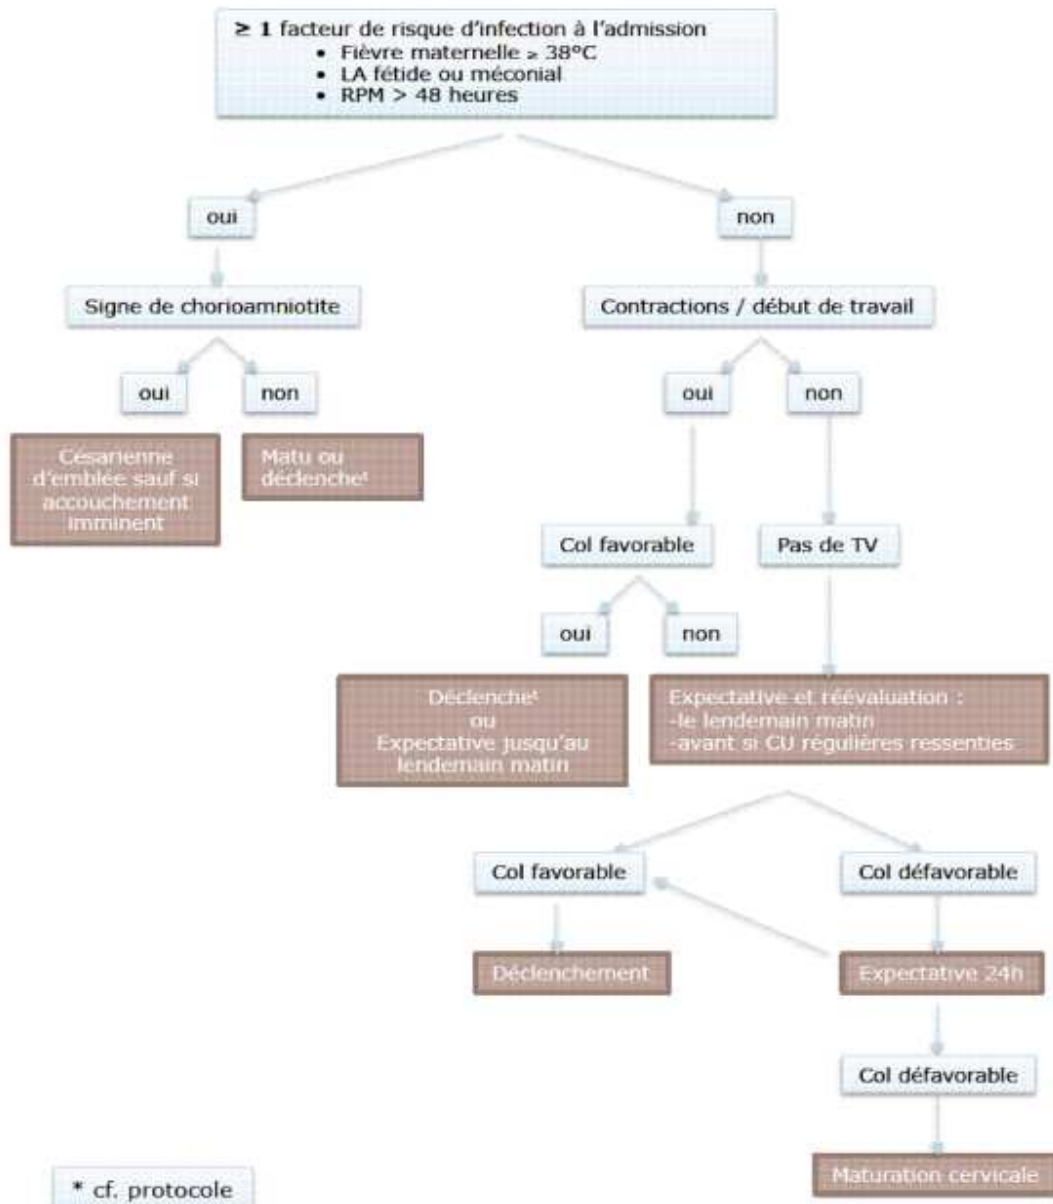 ≥ 1 facteur de risque d'infection à l'admission
• Fièvre maternelle ≥ 38°C
• LA fétide ou méconial
• RPM > 48 heures
oui
non
Signe de chorioamniotite
Contractions / début de travail
oui
non
oui
non
Césarienne
d'emblée sauf si
accouchement
imminent
Matu ou
déclenche^t
Col favorable
Pas de TV
oui
non
Déclenche^t
ou
Expectative jusqu'au
lendemain matin
Expectative et réévaluation :
-le lendemain matin
-avant si CU régulières ressenties
Col favorable
Col défavorable
Déclenchement
Expectative 24h
Col défavorable
Maturation cervicale
* cf. protocole